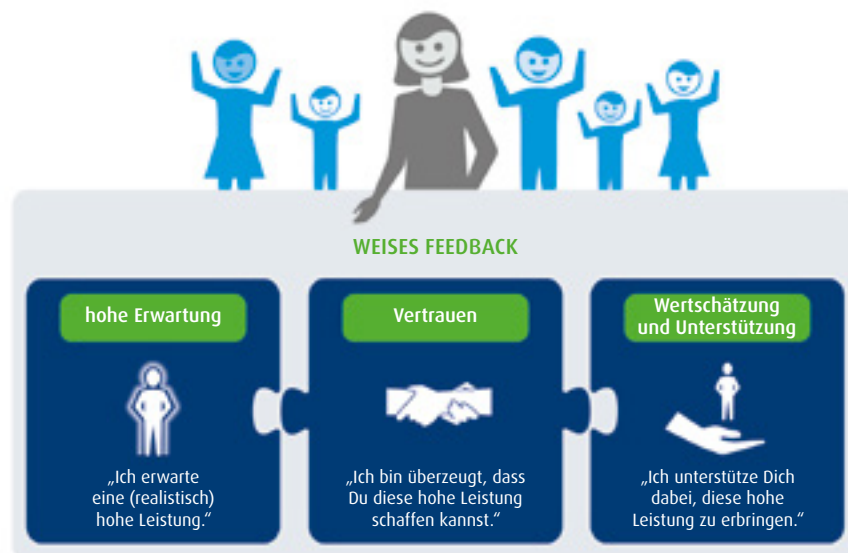 WEISES FEEDBACK
hohe Erwartung
„Ich erwarte
eine (realistisch)
hohe Leistung.“
Vertrauen
„Ich bin überzeugt, dass
Du diese hohe Leistung
schaffen kannst.“
Wertschätzung
und Unterstützung
„Ich unterstütze Dich
dabei, diese hohe
Leistung zu erbringen.“